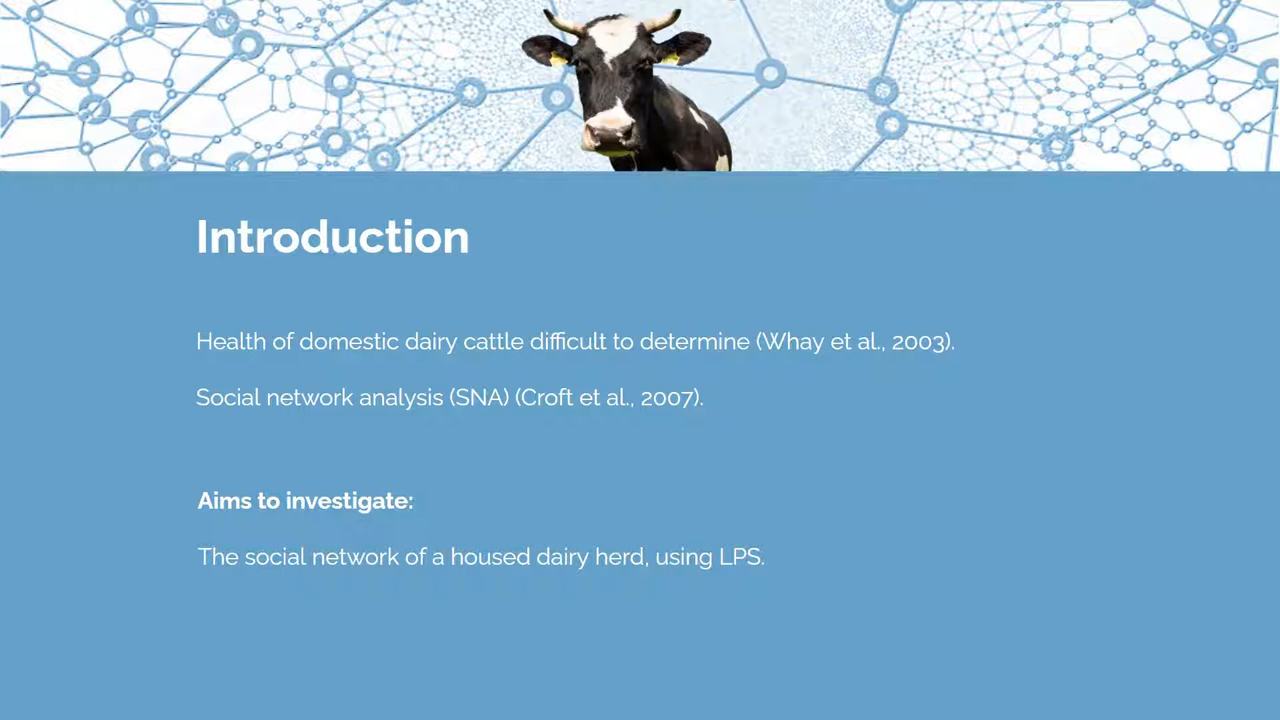 Introduction
Health of domestic dairy cattle difficult to determine (Whay et al., 2003).
Social network analysis (SNA) (Croft et al., 2007).
Aims to investigate:
The social network of a housed dairy herd, using LPS.